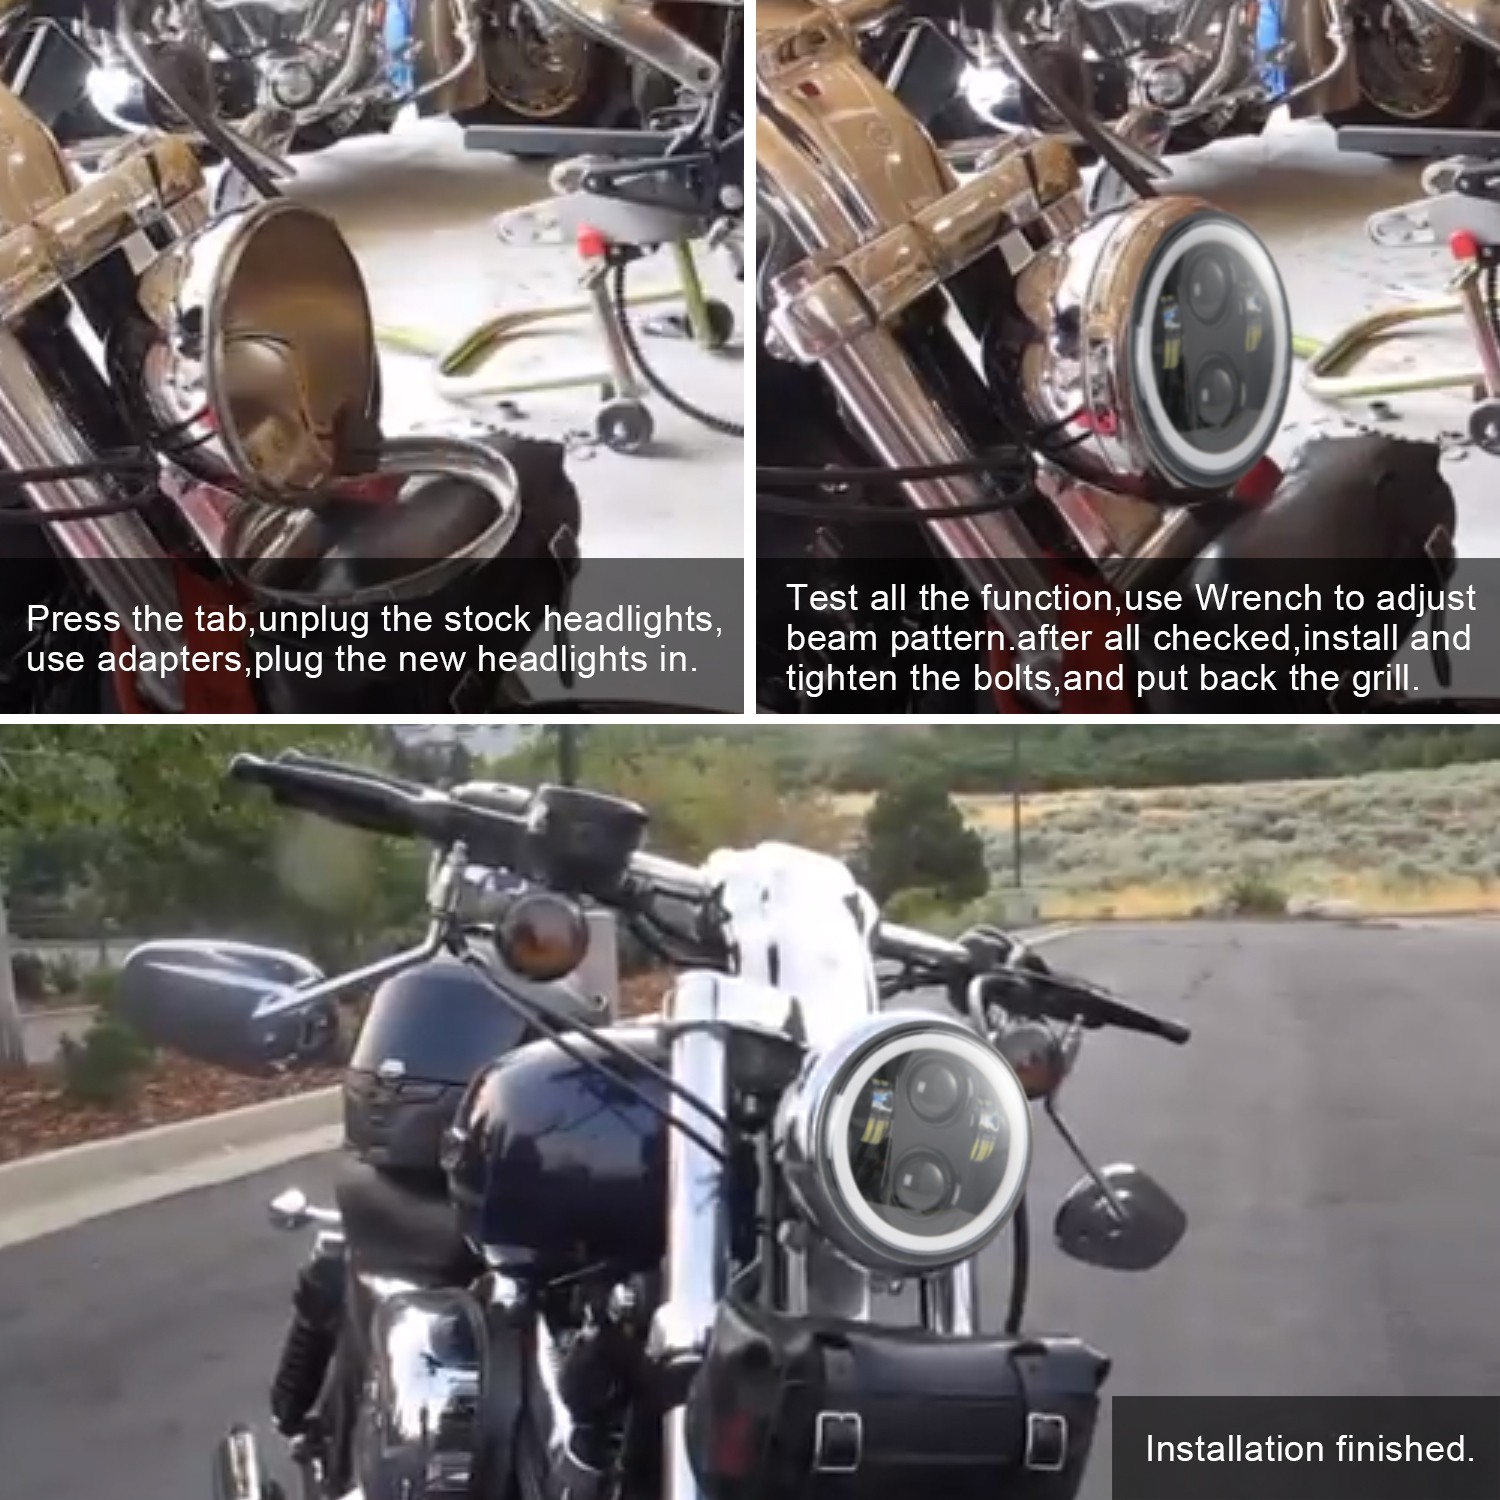 Press the tab,unplug the stock headlights,
use adapters,plug the new headlights in.
Test all the function,use Wrench to adjust
beam pattern.after all checked,install and
tighten the bolts,and put back the grill.
Installation finished.